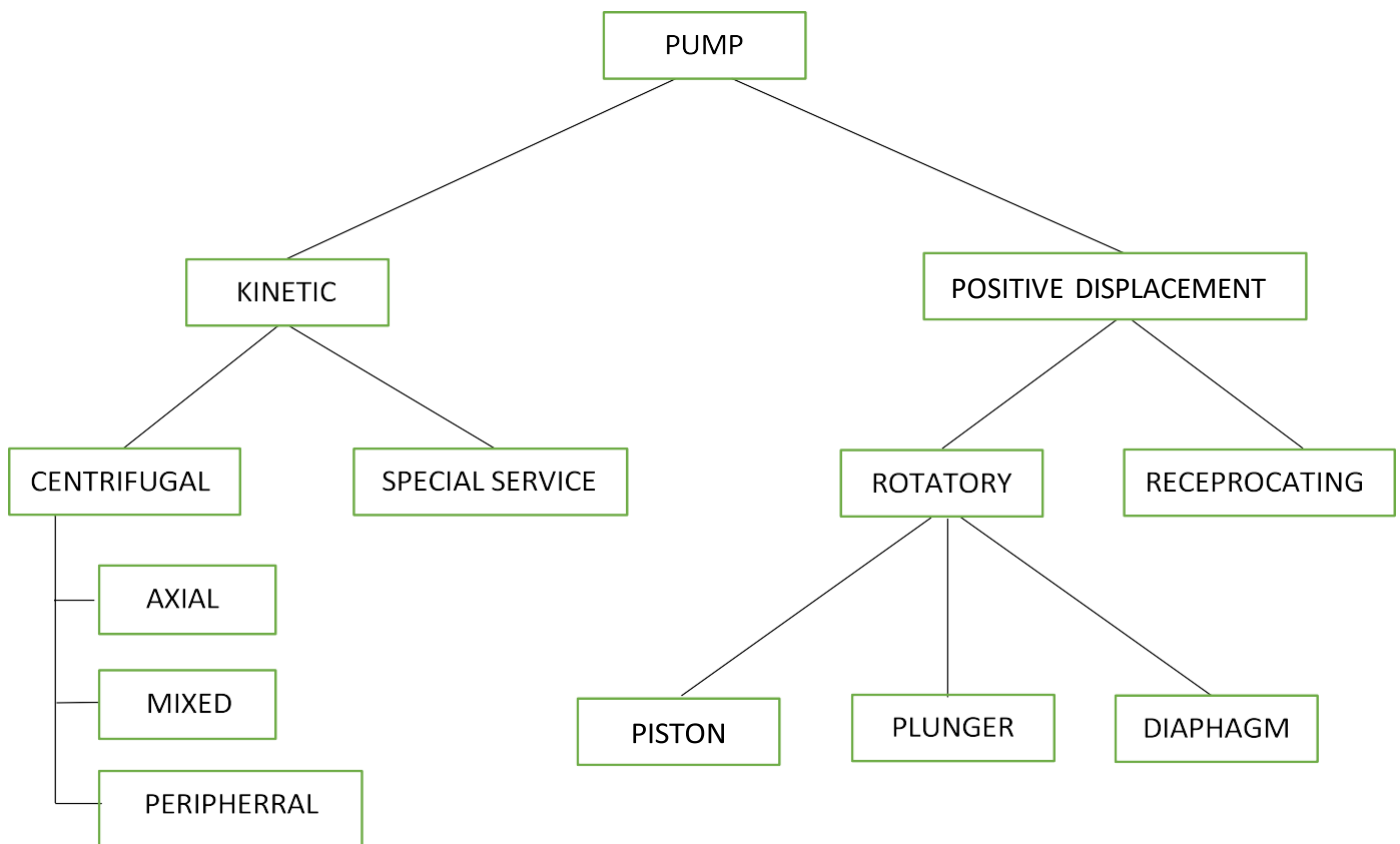 PUMP
KINETIC
POSITIVE DISPLACEMENT
CENTRIFUGAL
SPECIAL SERVICE
ROTATORY
RECEPROCATING
AXIAL
MIXED
PERIPHERRAL
PISTON
PLUNGER
DIAPHAGM